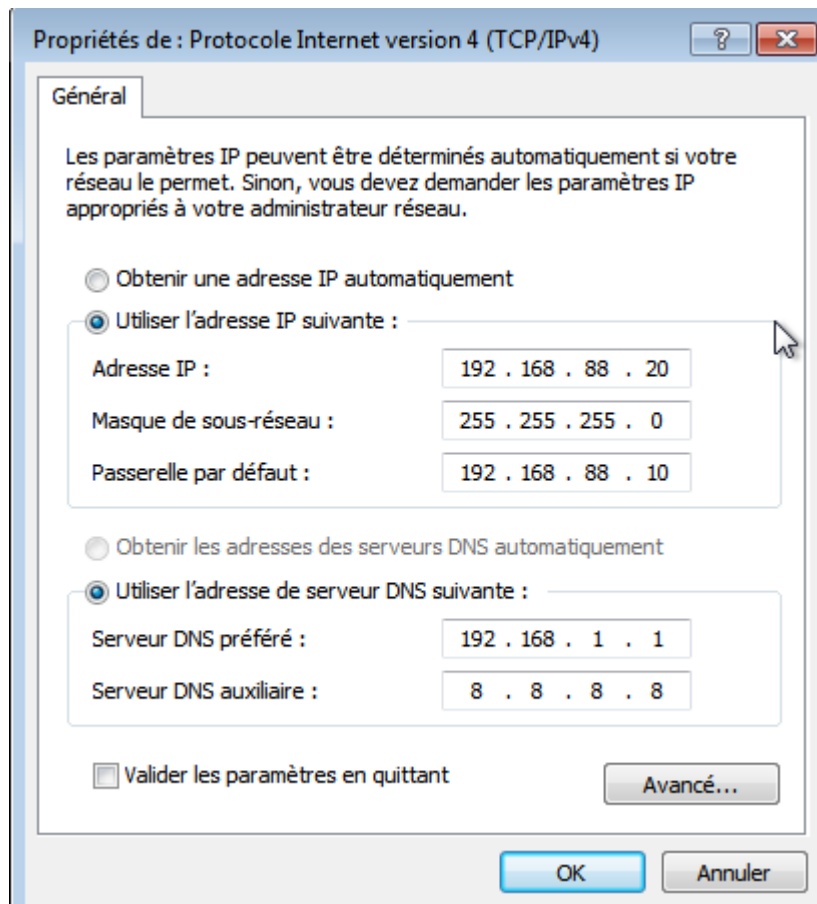 Propriétés de : Protocole Internet version 4 (TCP/IPv4)
Général
Les paramètres IP peuvent être déterminés automatiquement si votre
réseau le permet. Sinon, vous devez demander les paramètres IP
appropriés à votre administrateur réseau.
Obtenir une adresse IP automatiquement
Utiliser l'adresse IP suivante :
Adresse IP : 192 . 168 . 88 . 20
Masque de sous-réseau : 255 . 255 . 255 . 0
Passerelle par défaut : 192 . 168 . 88 . 10
Obtenir les adresses des serveurs DNS automatiquement
Utiliser l'adresse de serveur DNS suivante :
Serveur DNS préféré : 192 . 168 . 1 . 1
Serveur DNS auxiliaire : 8 . 8 . 8 . 8
Valider les paramètres en quittant
Avancé...
OK Annuler